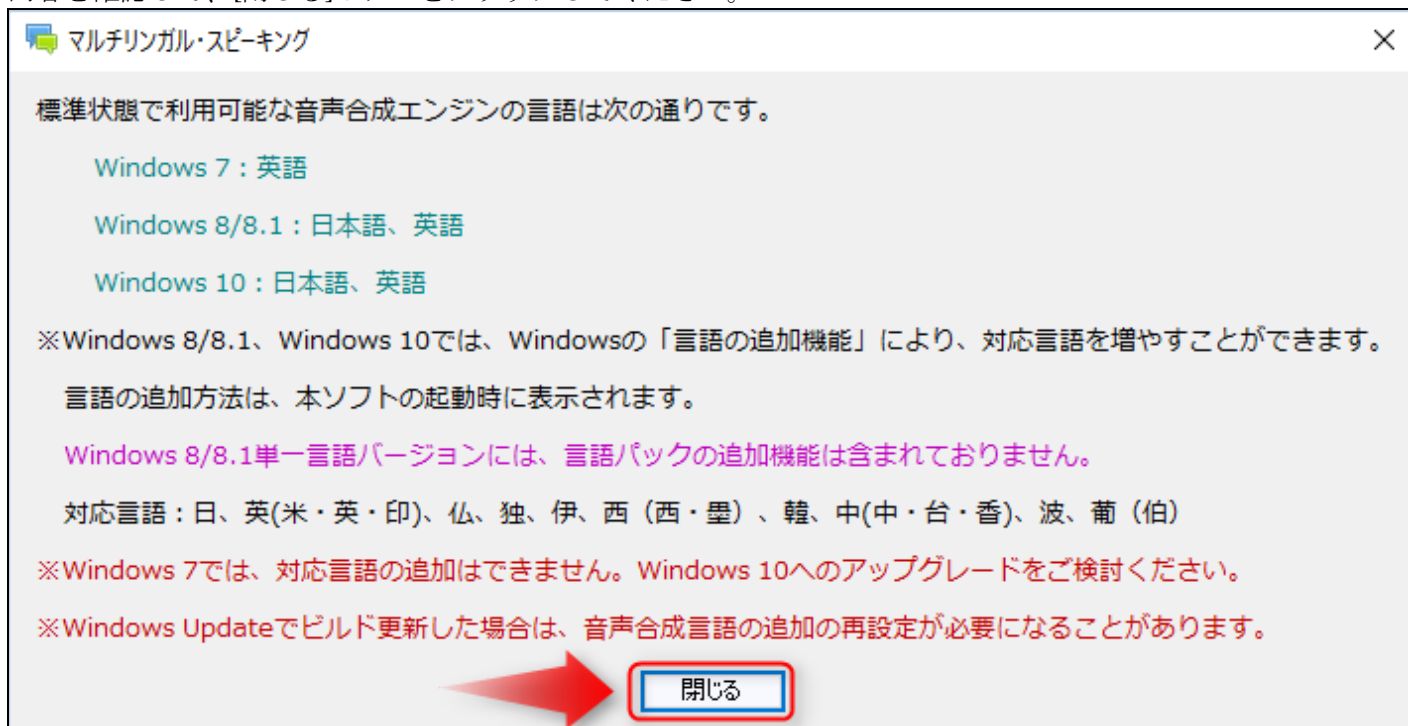 マルチリンガル・スピーキング
標準状態で利用可能な音声合成エンジンの言語は次の通りです。
Windows 7：英語
Windows 8/8.1：日本語、英語
Windows 10：日本語、英語
※Windows 8/8.1、Windows 10では、Windowsの「言語の追加機能」により、対応言語を増やすことができます。
言語の追加方法は、本ソフトの起動時に表示されます。
Windows 8/8.1単一言語バージョンには、言語パックの追加機能は含まれておりません。
対応言語：日、英(米・英・印)、仏、独、伊、西（西・墨）、韓、中(中・台・香)、波、葡（伯）
※Windows 7では、対応言語の追加はできません。Windows 10へのアップグレードをご検討ください。
※Windows Updateでビルド更新した場合は、音声合成言語の追加の再設定が必要になることがあります。
閉じる